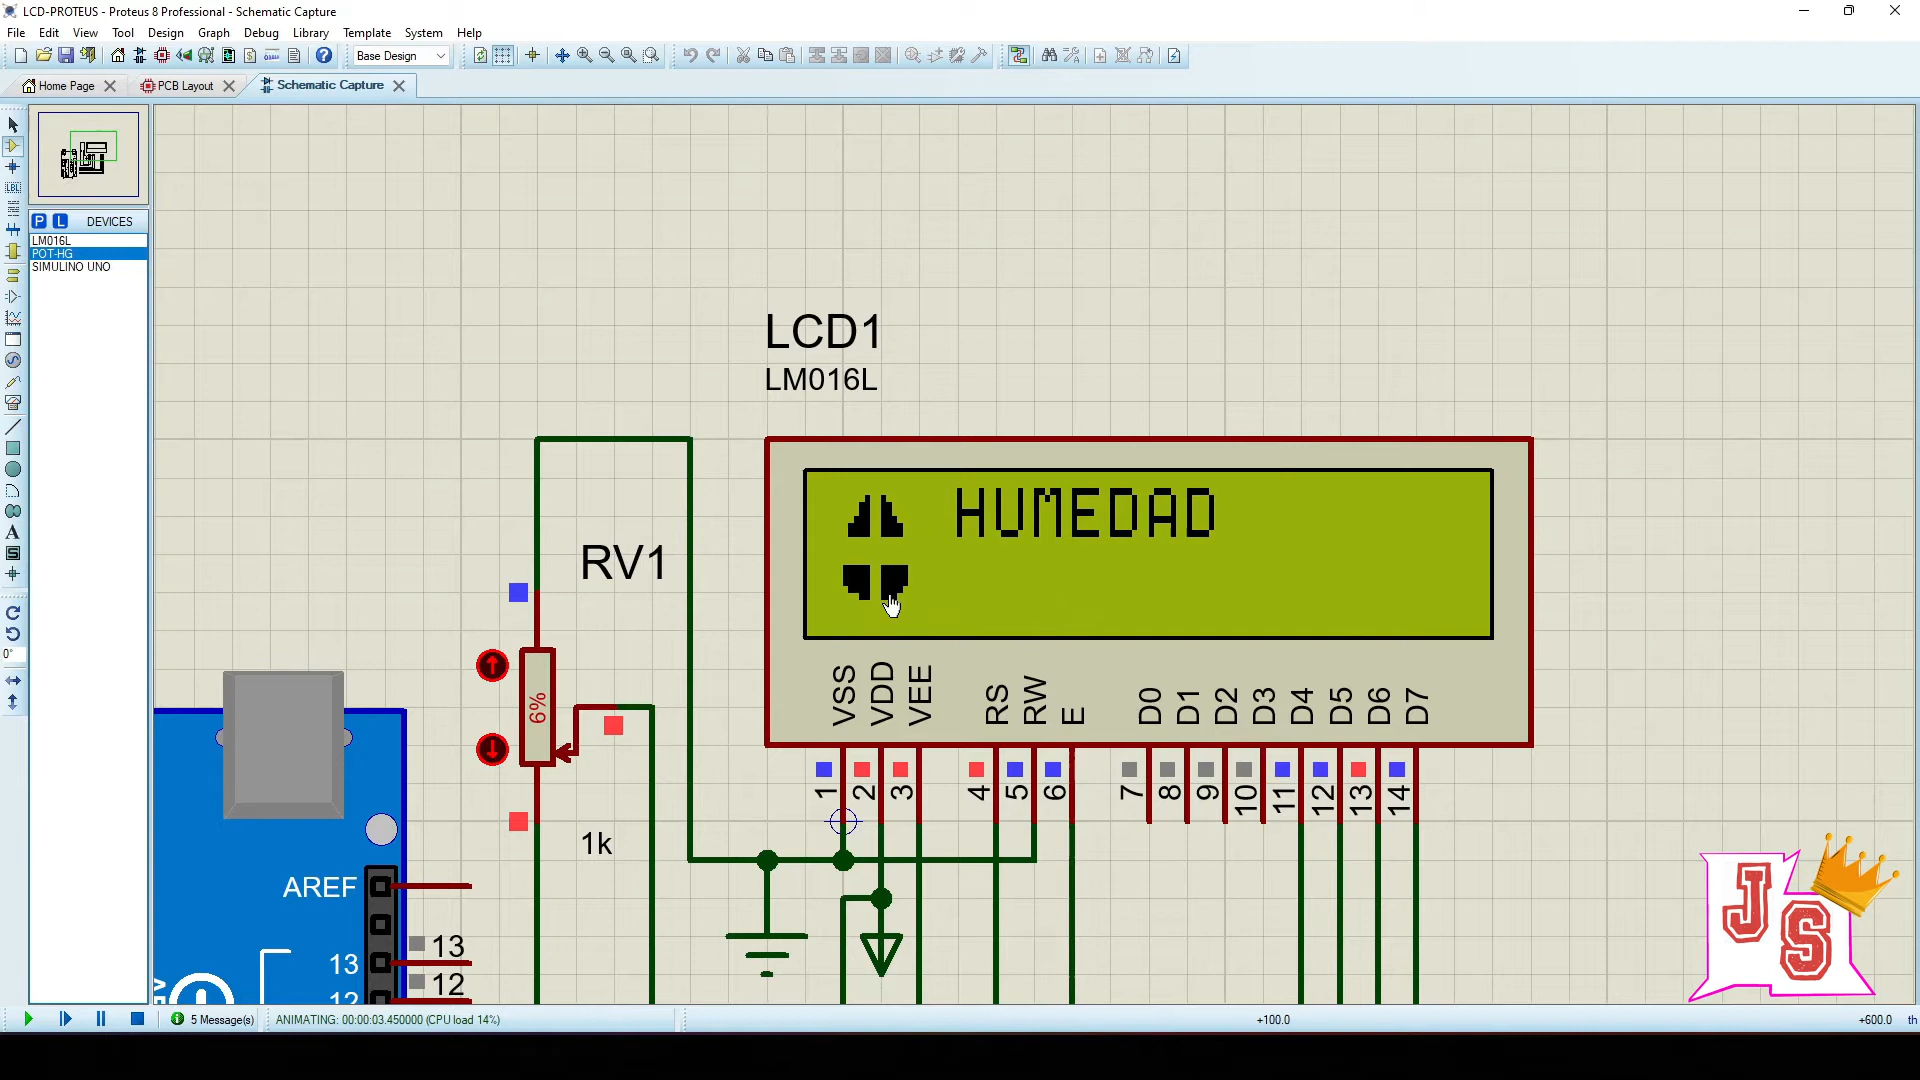 LCD-PROTEUS - Proteus 8 Professional - Schematic Capture
File Edit View Tool Design Graph Debug Library Template System Help
Base Design
Home Page PCB Layout Schematic Capture
P L DEVICES
LM016L
POT-HG
SIMULINO UNO
LBL
A
S
0°
LCD1
LM016L
HUMEDAD
RV1
6%
1k
VSS VDD VEE RS RW E D0 D1 D2 D3 D4 D5 D6 D7
1 2 3 4 5 6 7 8 9 10 11 12 13 14
AREF
13 13
12 12
JS
5 Message(s) ANIMATING: 00:00:03.450000 (CPU load 14%) +100.0 +600.0 th